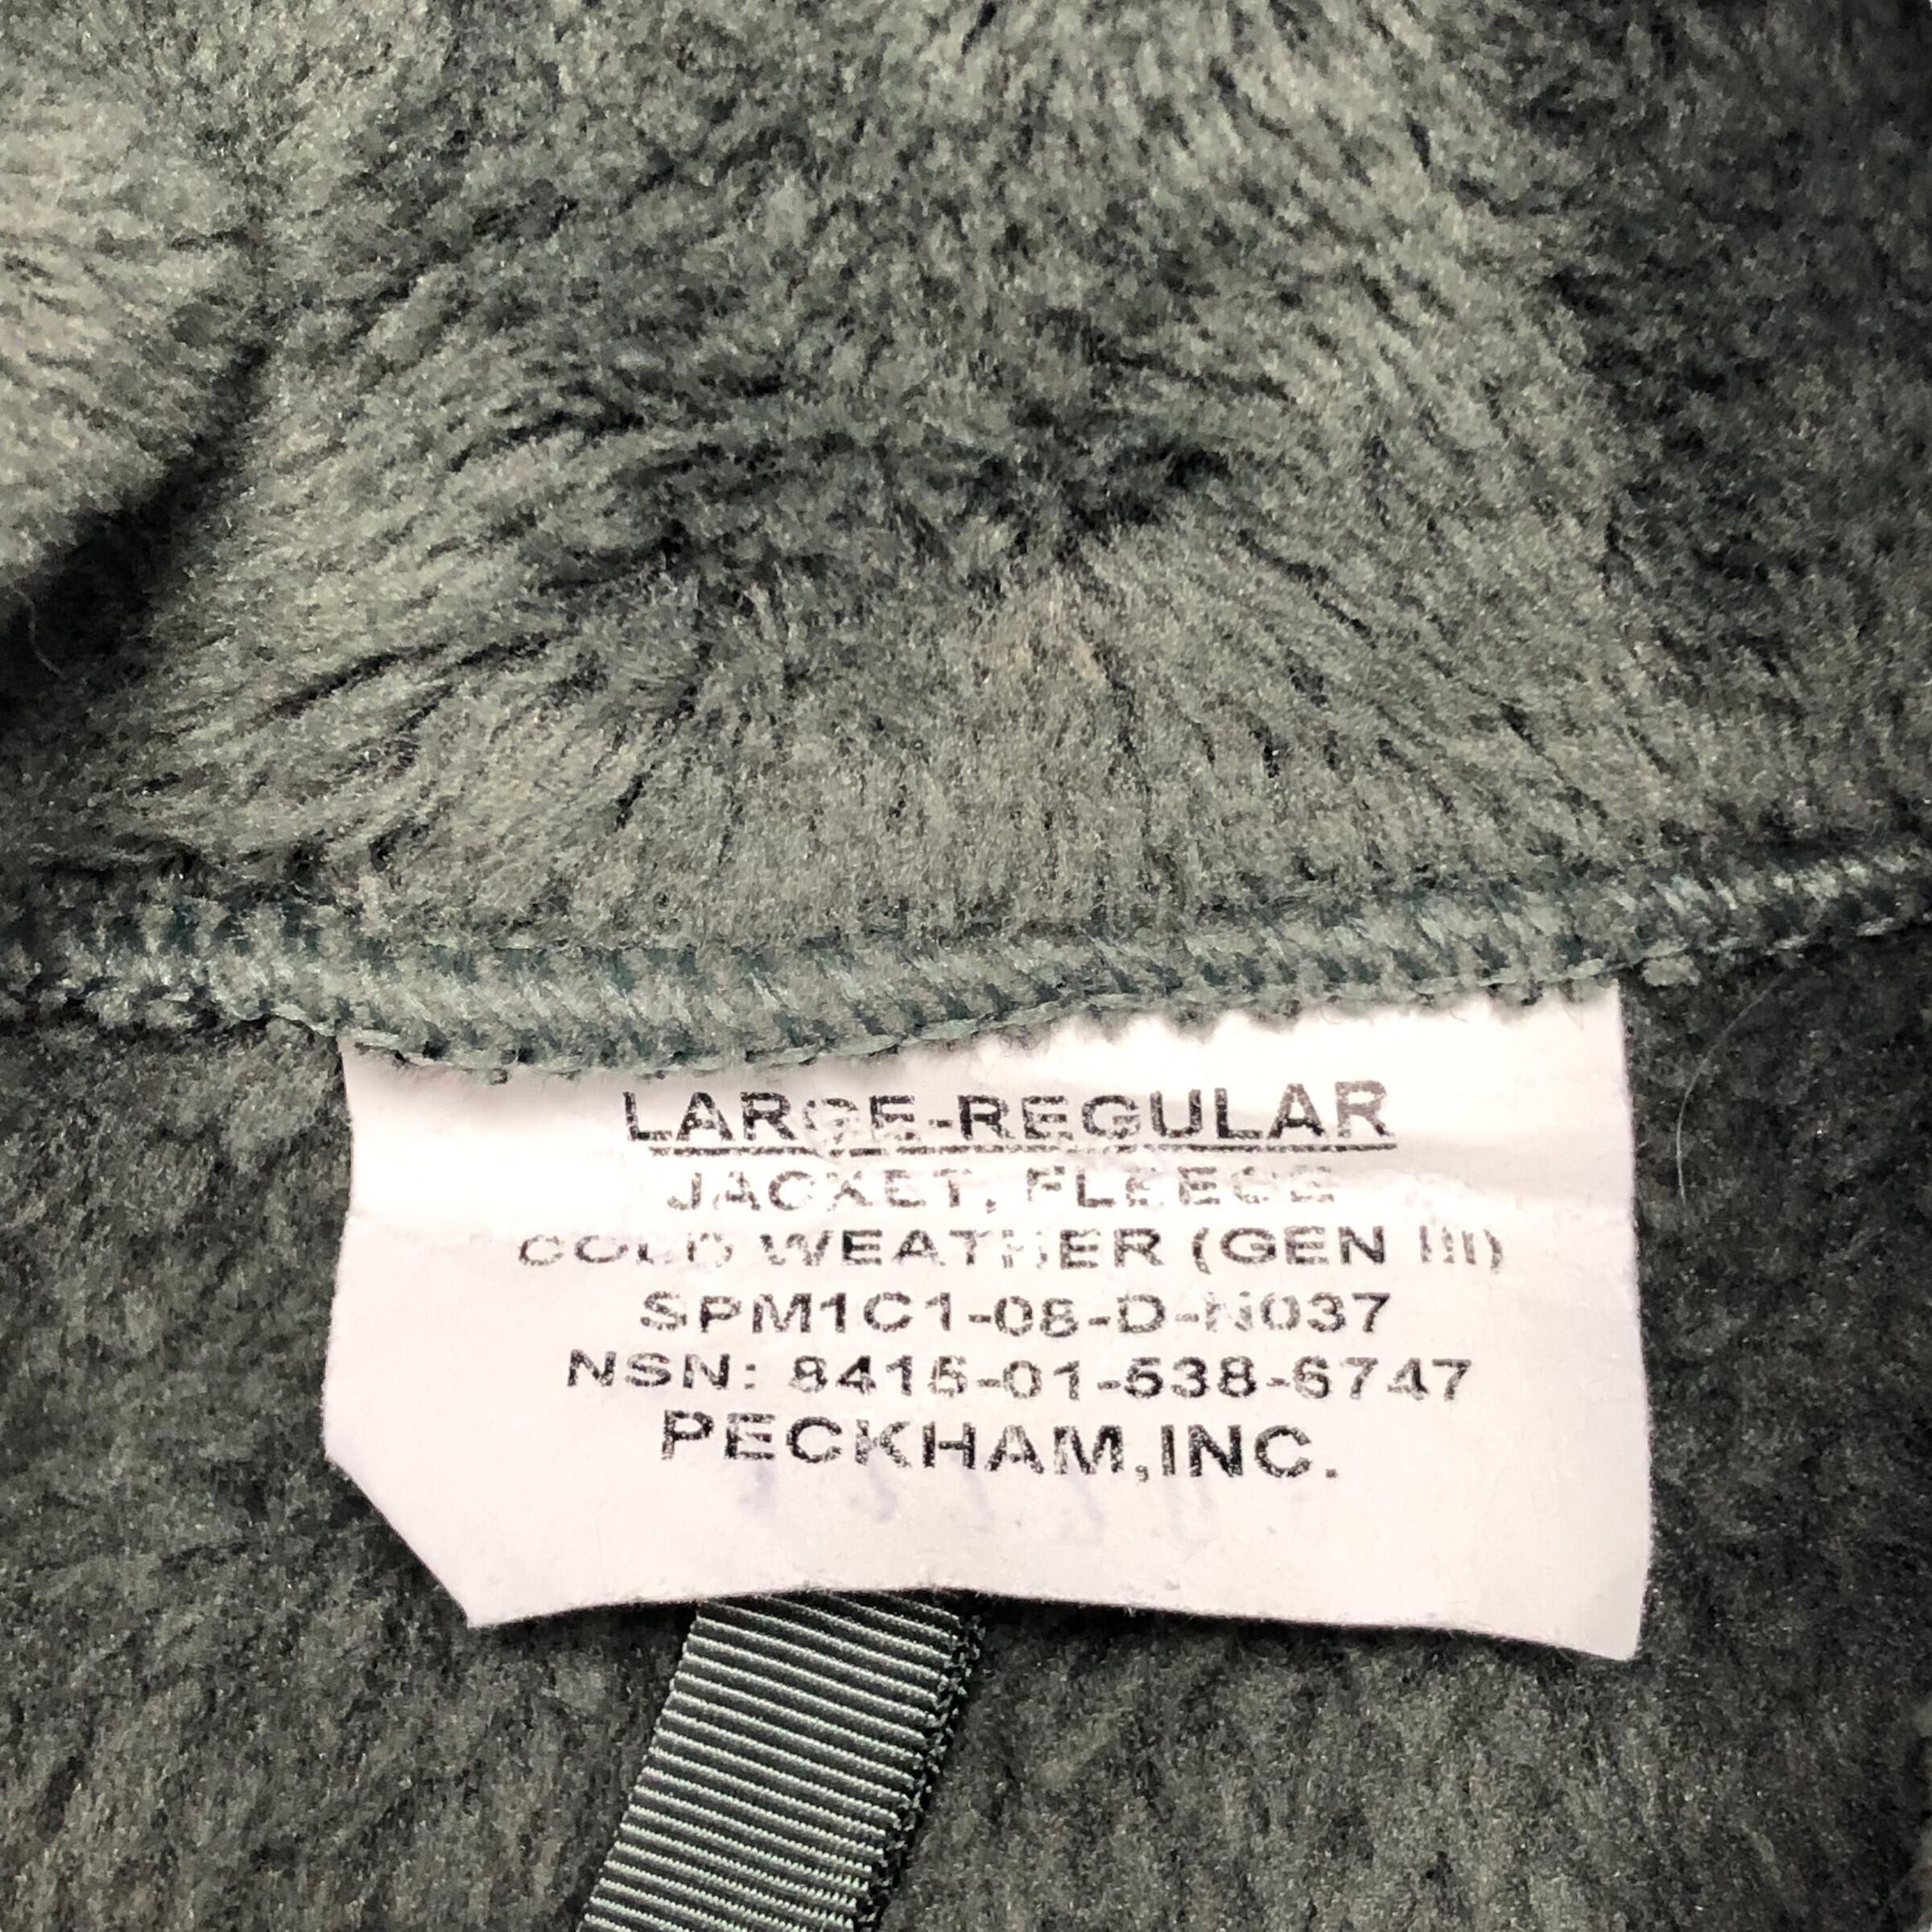 LARGE-REGULAR
JACKET, FLEECE
COLD WEATHER (GEN III)
SPM1C1-08-D-N037
NSN: 8415-01-538-6747
PECKHAM,INC.